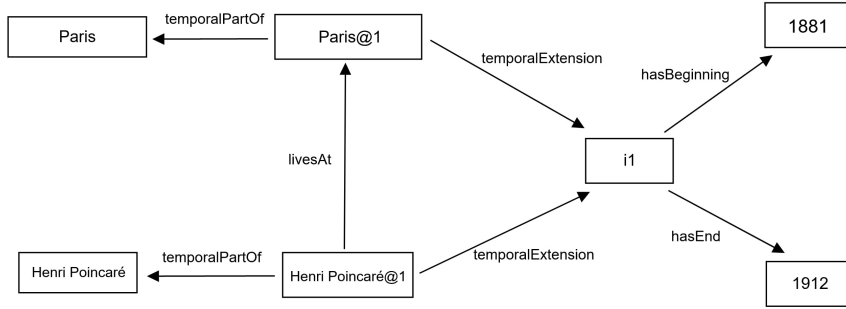 temporalPartOf
1881
Paris
Paris@1
temporalExtension
hasBeginning
livesAt
i1
hasEnd
temporalPartOf
temporalExtension
Henri Poincaré
Henri Poincaré@1
1912